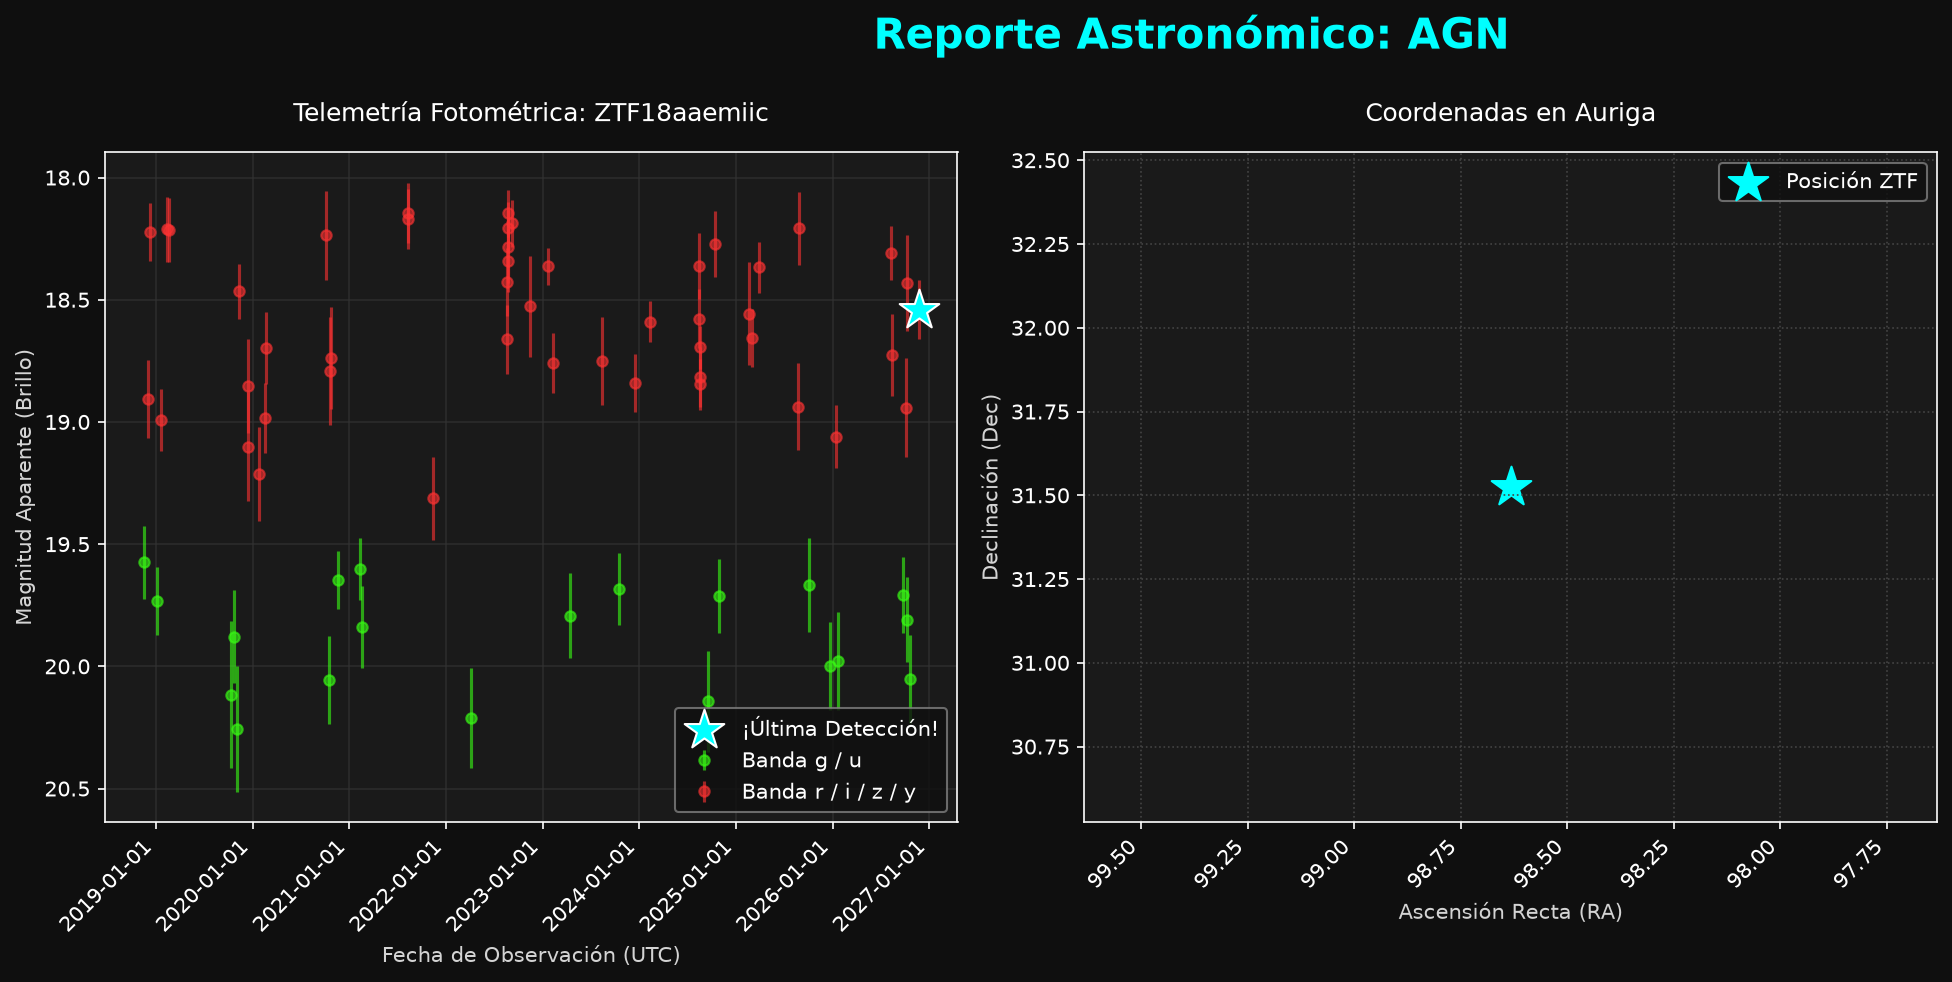 Reporte Astronómico: AGN
Telemetría Fotométrica: ZTF18aaemiic
Magnitud Aparente (Brillo)
18.0
18.5
19.0
19.5
20.0
20.5
¡Última Detección!
Banda g / u
Banda r / i / z / y
2019-01-01
2020-01-01
2021-01-01
2022-01-01
2023-01-01
2024-01-01
2025-01-01
2026-01-01
2027-01-01
Fecha de Observación (UTC)
Coordenadas en Auriga
Declinación (Dec)
32.50
32.25
32.00
31.75
31.50
31.25
31.00
30.75
Posición ZTF
99.50
99.25
99.00
98.75
98.50
98.25
98.00
97.75
Ascensión Recta (RA)